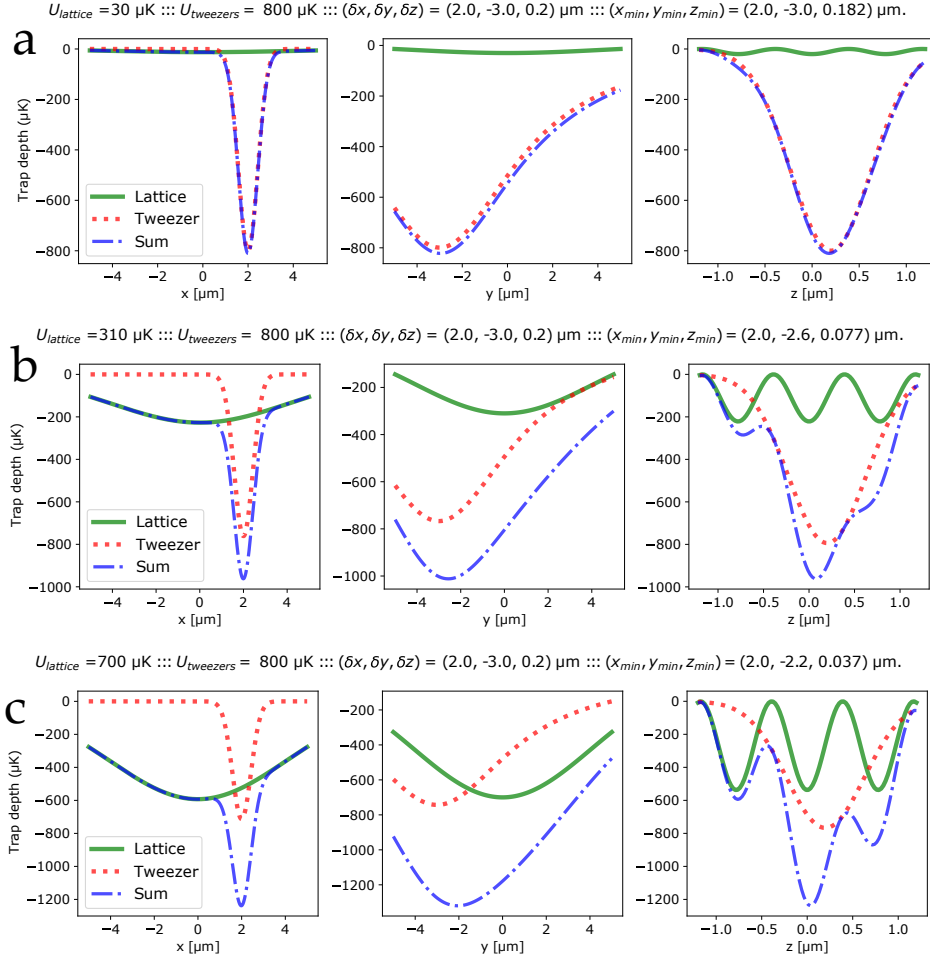 U_lattice =30 µK ::: U_tweezers = 800 µK ::: (δx, δy, δz) = (2.0, -3.0, 0.2) µm ::: (x_min, y_min, z_min) = (2.0, -3.0, 0.182) µm.
a
Trap depth (µK)
0
−200
−400
−600
−800
Lattice
Tweezer
Sum
−4 −2 0 2 4
x [µm]
0
−200
−400
−600
−800
−4 −2 0 2 4
y [µm]
0
−200
−400
−600
−800
−1.0 −0.5 0.0 0.5 1.0
z [µm]
U_lattice =310 µK ::: U_tweezers = 800 µK ::: (δx, δy, δz) = (2.0, -3.0, 0.2) µm ::: (x_min, y_min, z_min) = (2.0, -2.6, 0.077) µm.
b
Trap depth (µK)
0
−200
−400
−600
−800
−1000
Lattice
Tweezer
Sum
−4 −2 0 2 4
x [µm]
−200
−400
−600
−800
−1000
−4 −2 0 2 4
y [µm]
0
−200
−400
−600
−800
−1000
−1.0 −0.5 0.0 0.5 1.0
z [µm]
U_lattice =700 µK ::: U_tweezers = 800 µK ::: (δx, δy, δz) = (2.0, -3.0, 0.2) µm ::: (x_min, y_min, z_min) = (2.0, -2.2, 0.037) µm.
c
Trap depth (µK)
0
−200
−400
−600
−800
−1000
−1200
Lattice
Tweezer
Sum
−4 −2 0 2 4
x [µm]
−200
−400
−600
−800
−1000
−1200
−4 −2 0 2 4
y [µm]
0
−200
−400
−600
−800
−1000
−1200
−1.0 −0.5 0.0 0.5 1.0
z [µm]